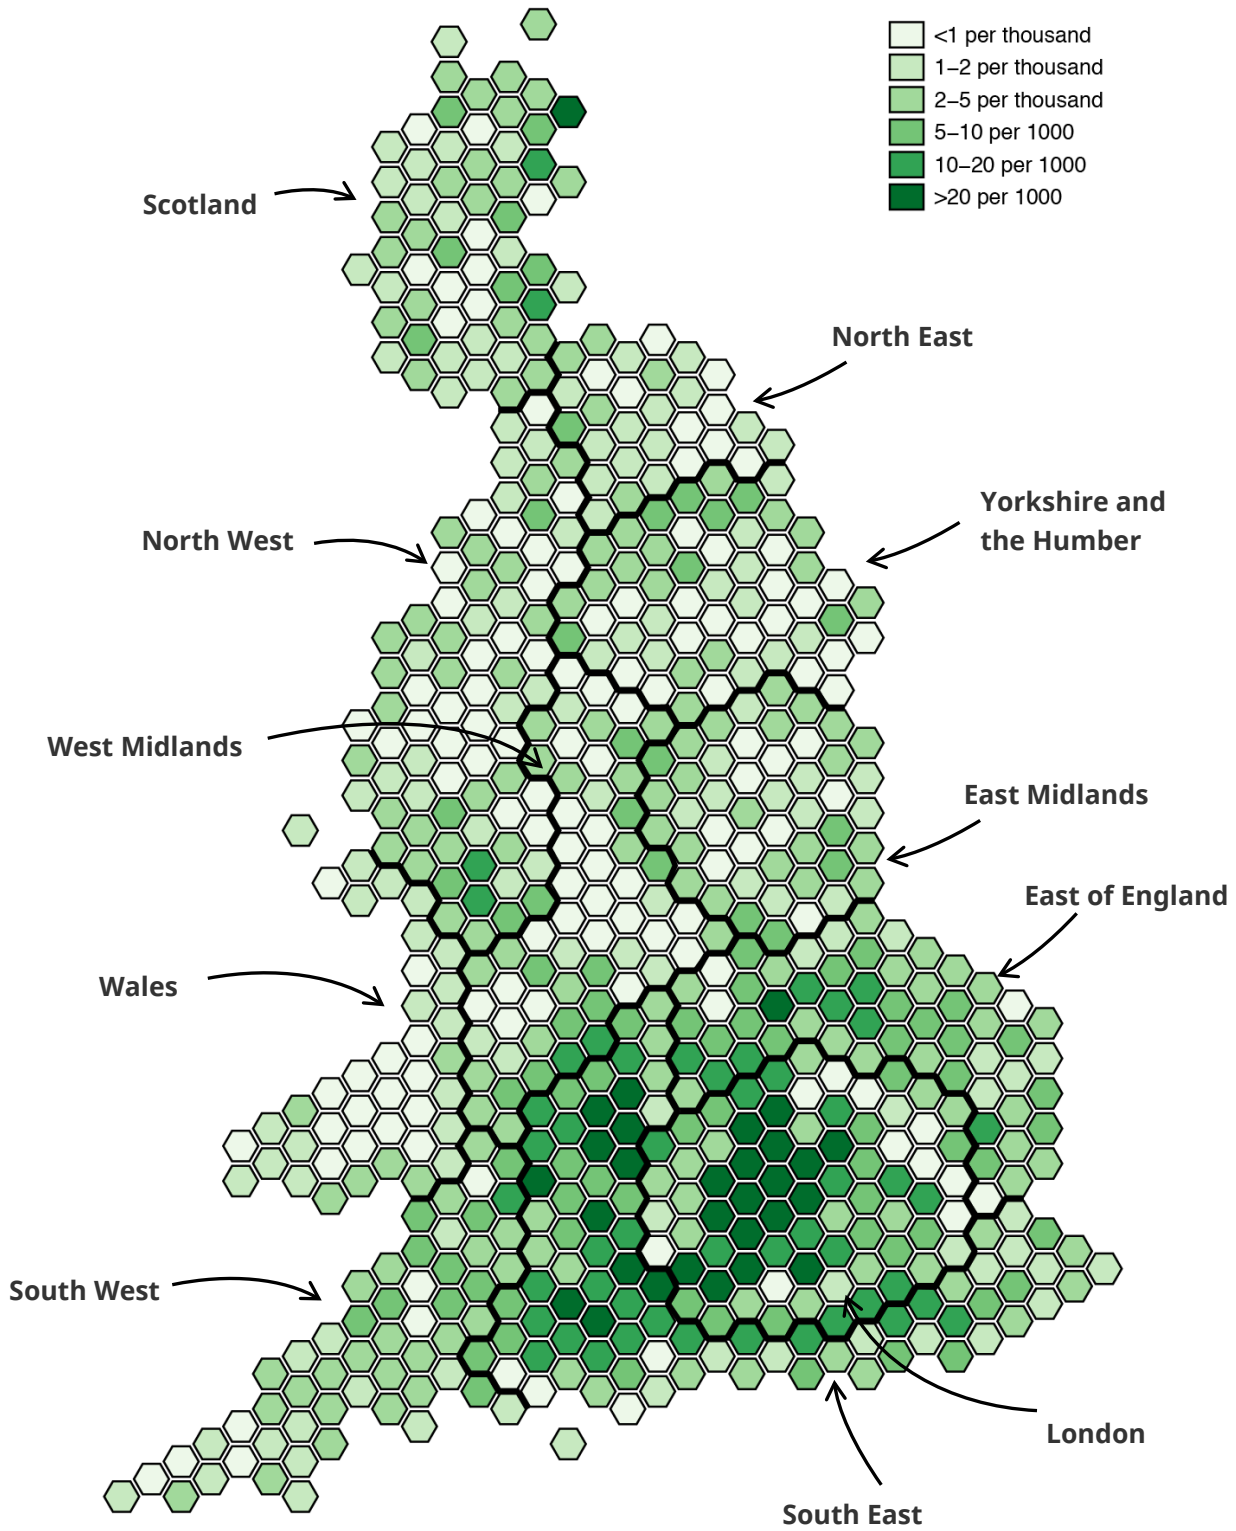 <1 per thousand
1–2 per thousand
2–5 per thousand
5–10 per 1000
10–20 per 1000
>20 per 1000
Scotland
North East
Yorkshire and
the Humber
North West
West Midlands
East Midlands
East of England
Wales
South West
London
South East